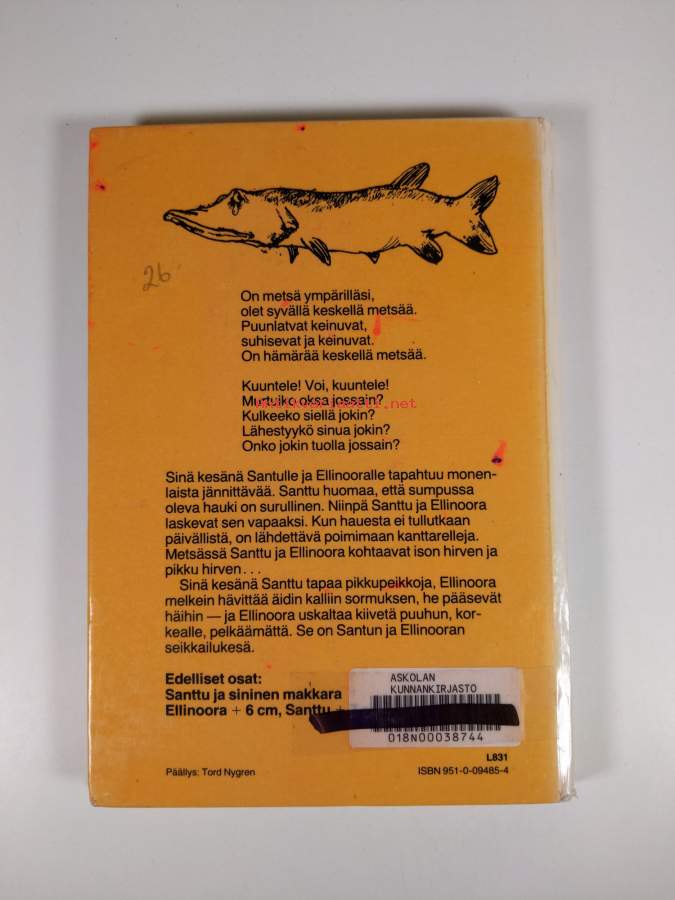 26
On metsä ympärilläsi,
olet syvällä keskellä metsää.
Puunlatvat keinuvat,
suhisevat ja keinuvat.
On hämärää keskellä metsää.
Kuuntele! Voi, kuuntele!
Murtuiko oksa jossain?
Kulkeeko siellä jokin?
Lähestyykö sinua jokin?
Onko jokin tuolla jossain?
Sinä kesänä Santulle ja Ellinooralle tapahtuu monen-
laista jännittävää. Santtu huomaa, että sumpussa
oleva hauki on surullinen. Niinpä Santtu ja Ellinoora
laskevat sen vapaaksi. Kun hauesta ei tullutkaan
päivällistä, on lähdettävä poimimaan kanttarelleja.
Metsässä Santtu ja Ellinoora kohtaavat ison hirven ja
pikku hirven . . .
Sinä kesänä Santtu tapaa pikkupeikkoja, Ellinoora
melkein hävittää äidin kalliin sormuksen, he pääsevät
häihin — ja Ellinoora uskaltaa kiivetä puuhun, kor-
kealle, pelkäämättä. Se on Santun ja Ellinooran
seikkailukesä.
Edelliset osat:
Santtu ja sininen makkara
Ellinoora + 6 cm, Santtu +
ASKOLAN
KUNNANKIRJASTO
018N00038744
L831
Päällys: Tord Nygren
ISBN 951-0-09485-4